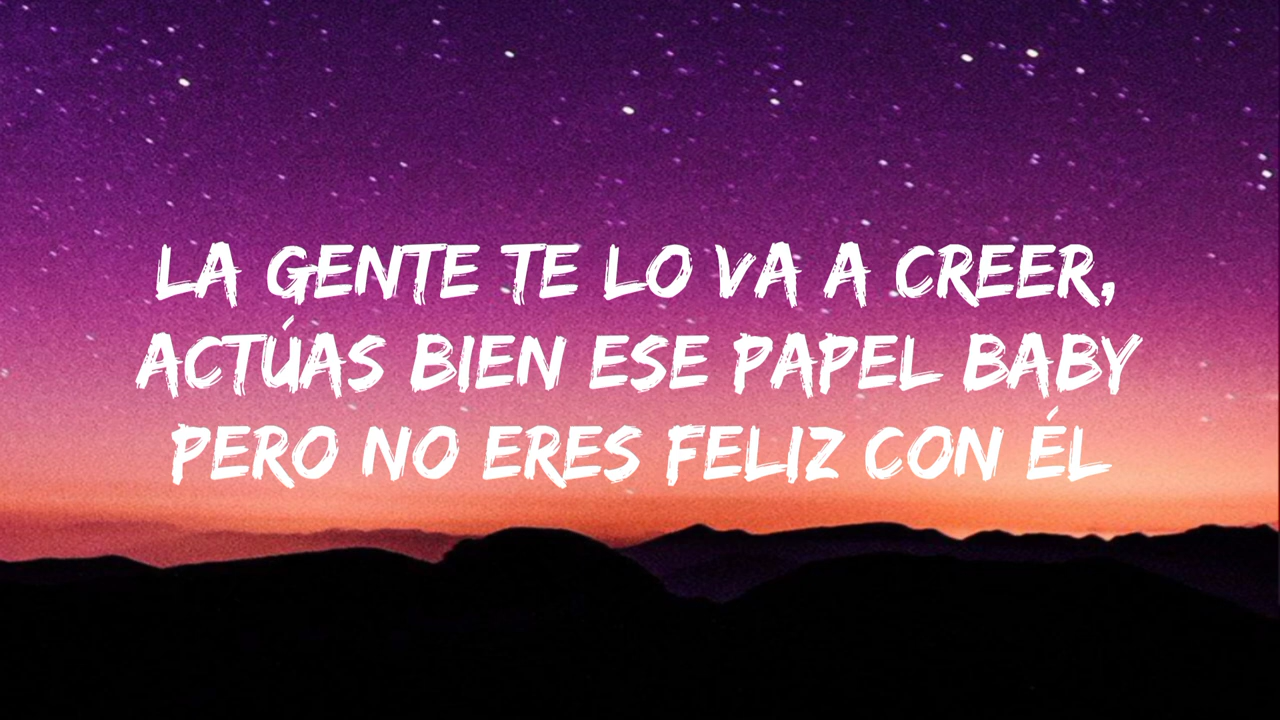 LA GENTE TE LO VA A CREER,
ACTÚAS BIEN ESE PAPEL BABY
PERO NO ERES FELIZ CON ÉL